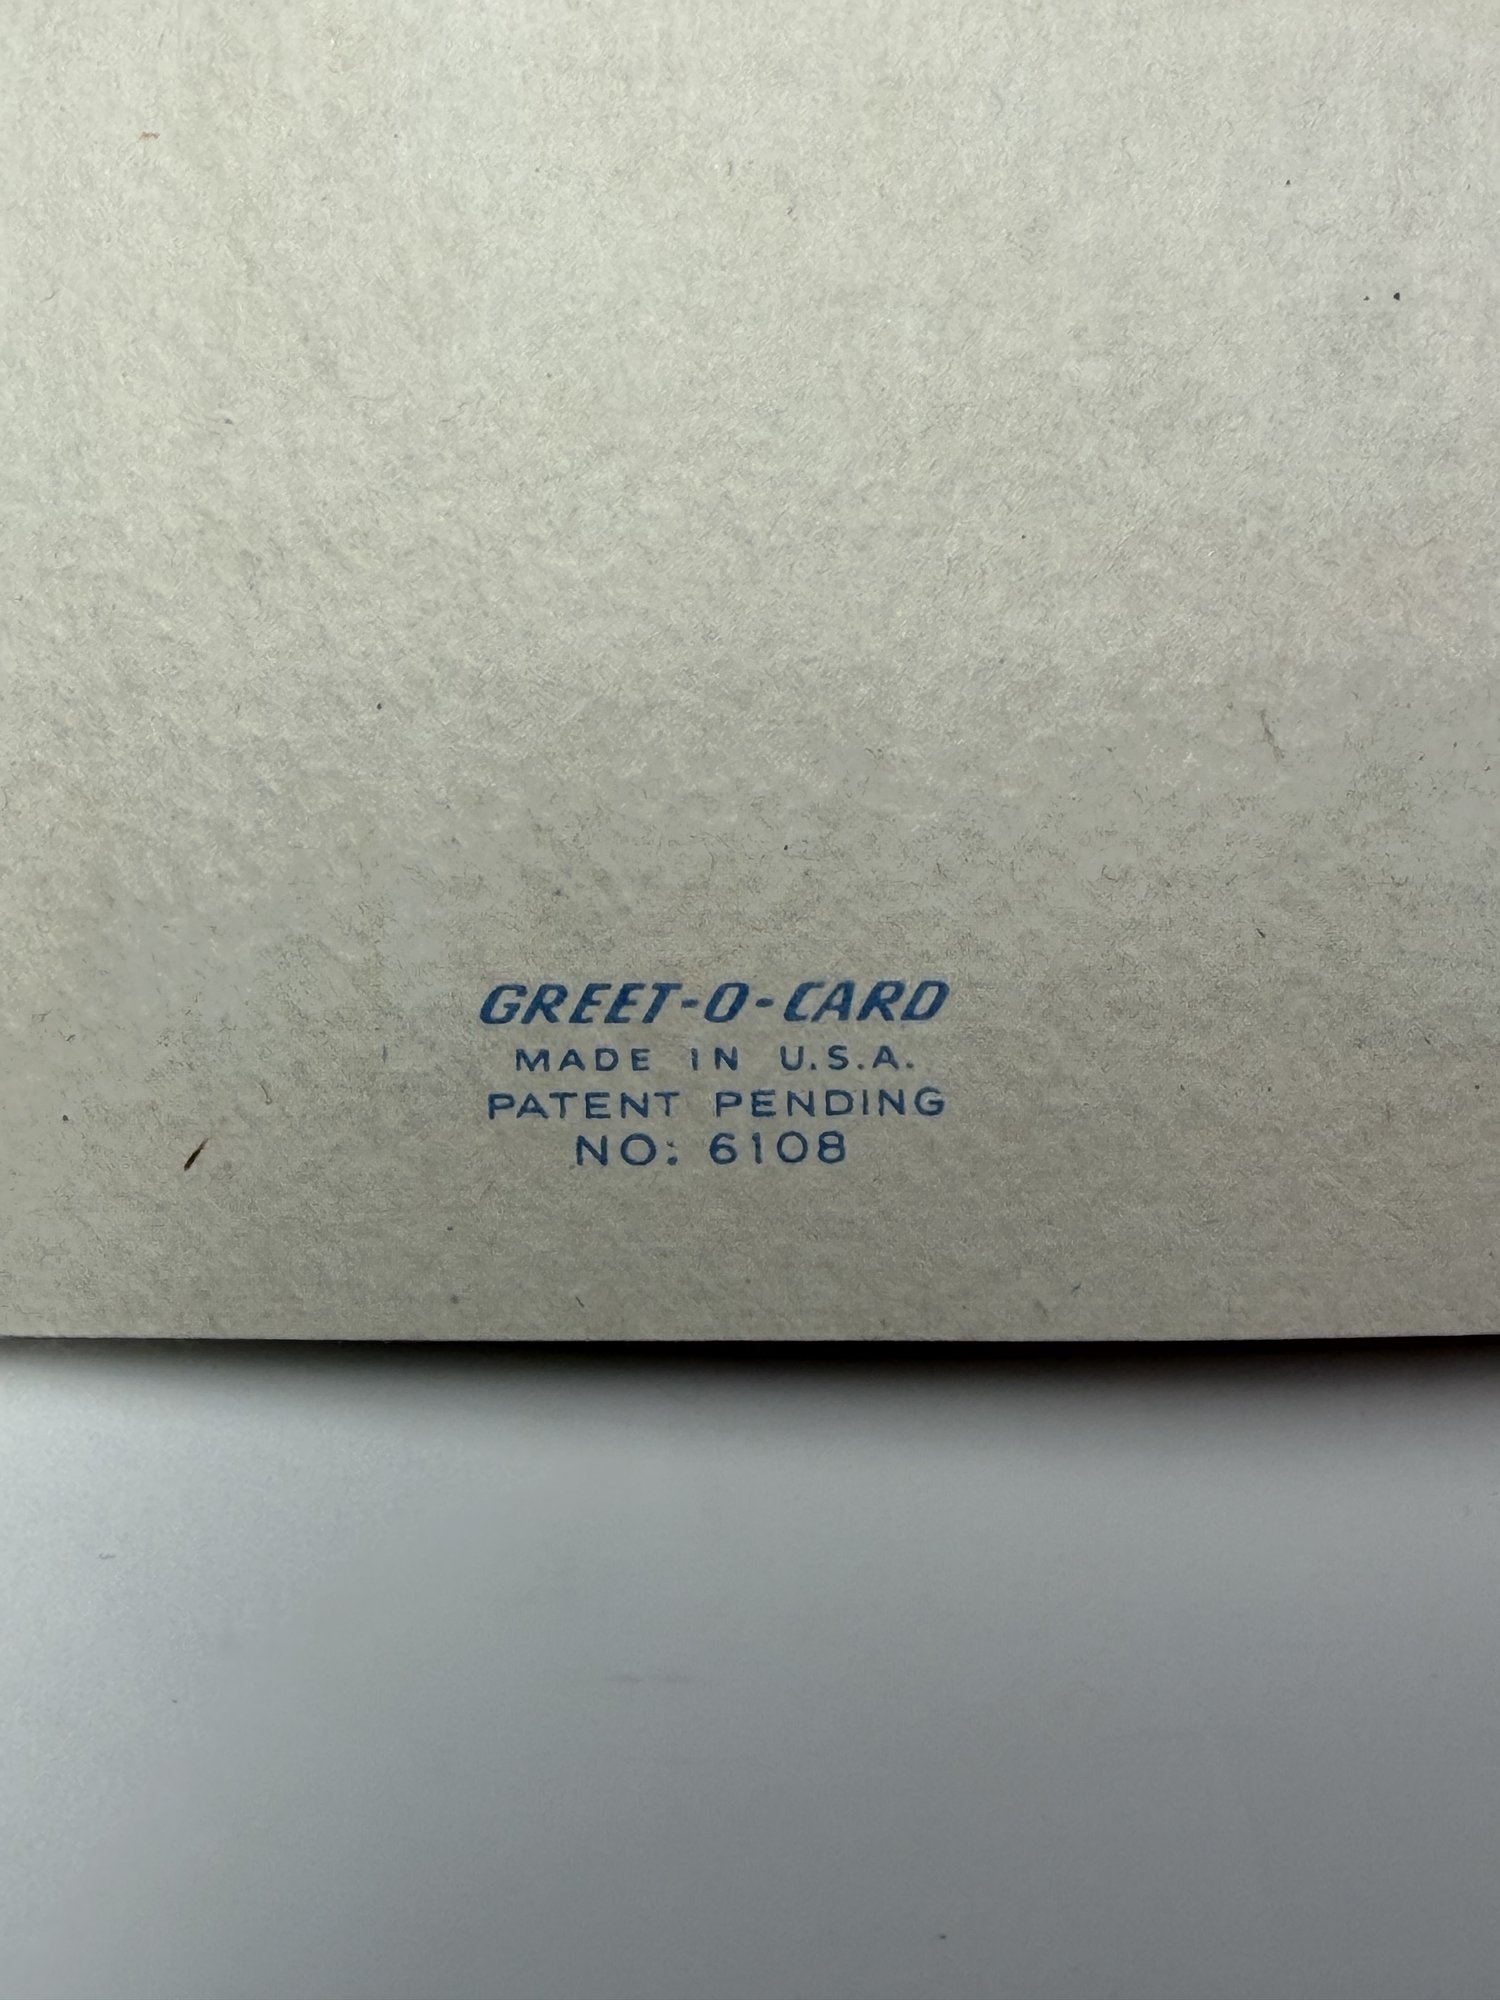 GREET-O-CARD
MADE IN U.S.A.
PATENT PENDING
NO: 6108